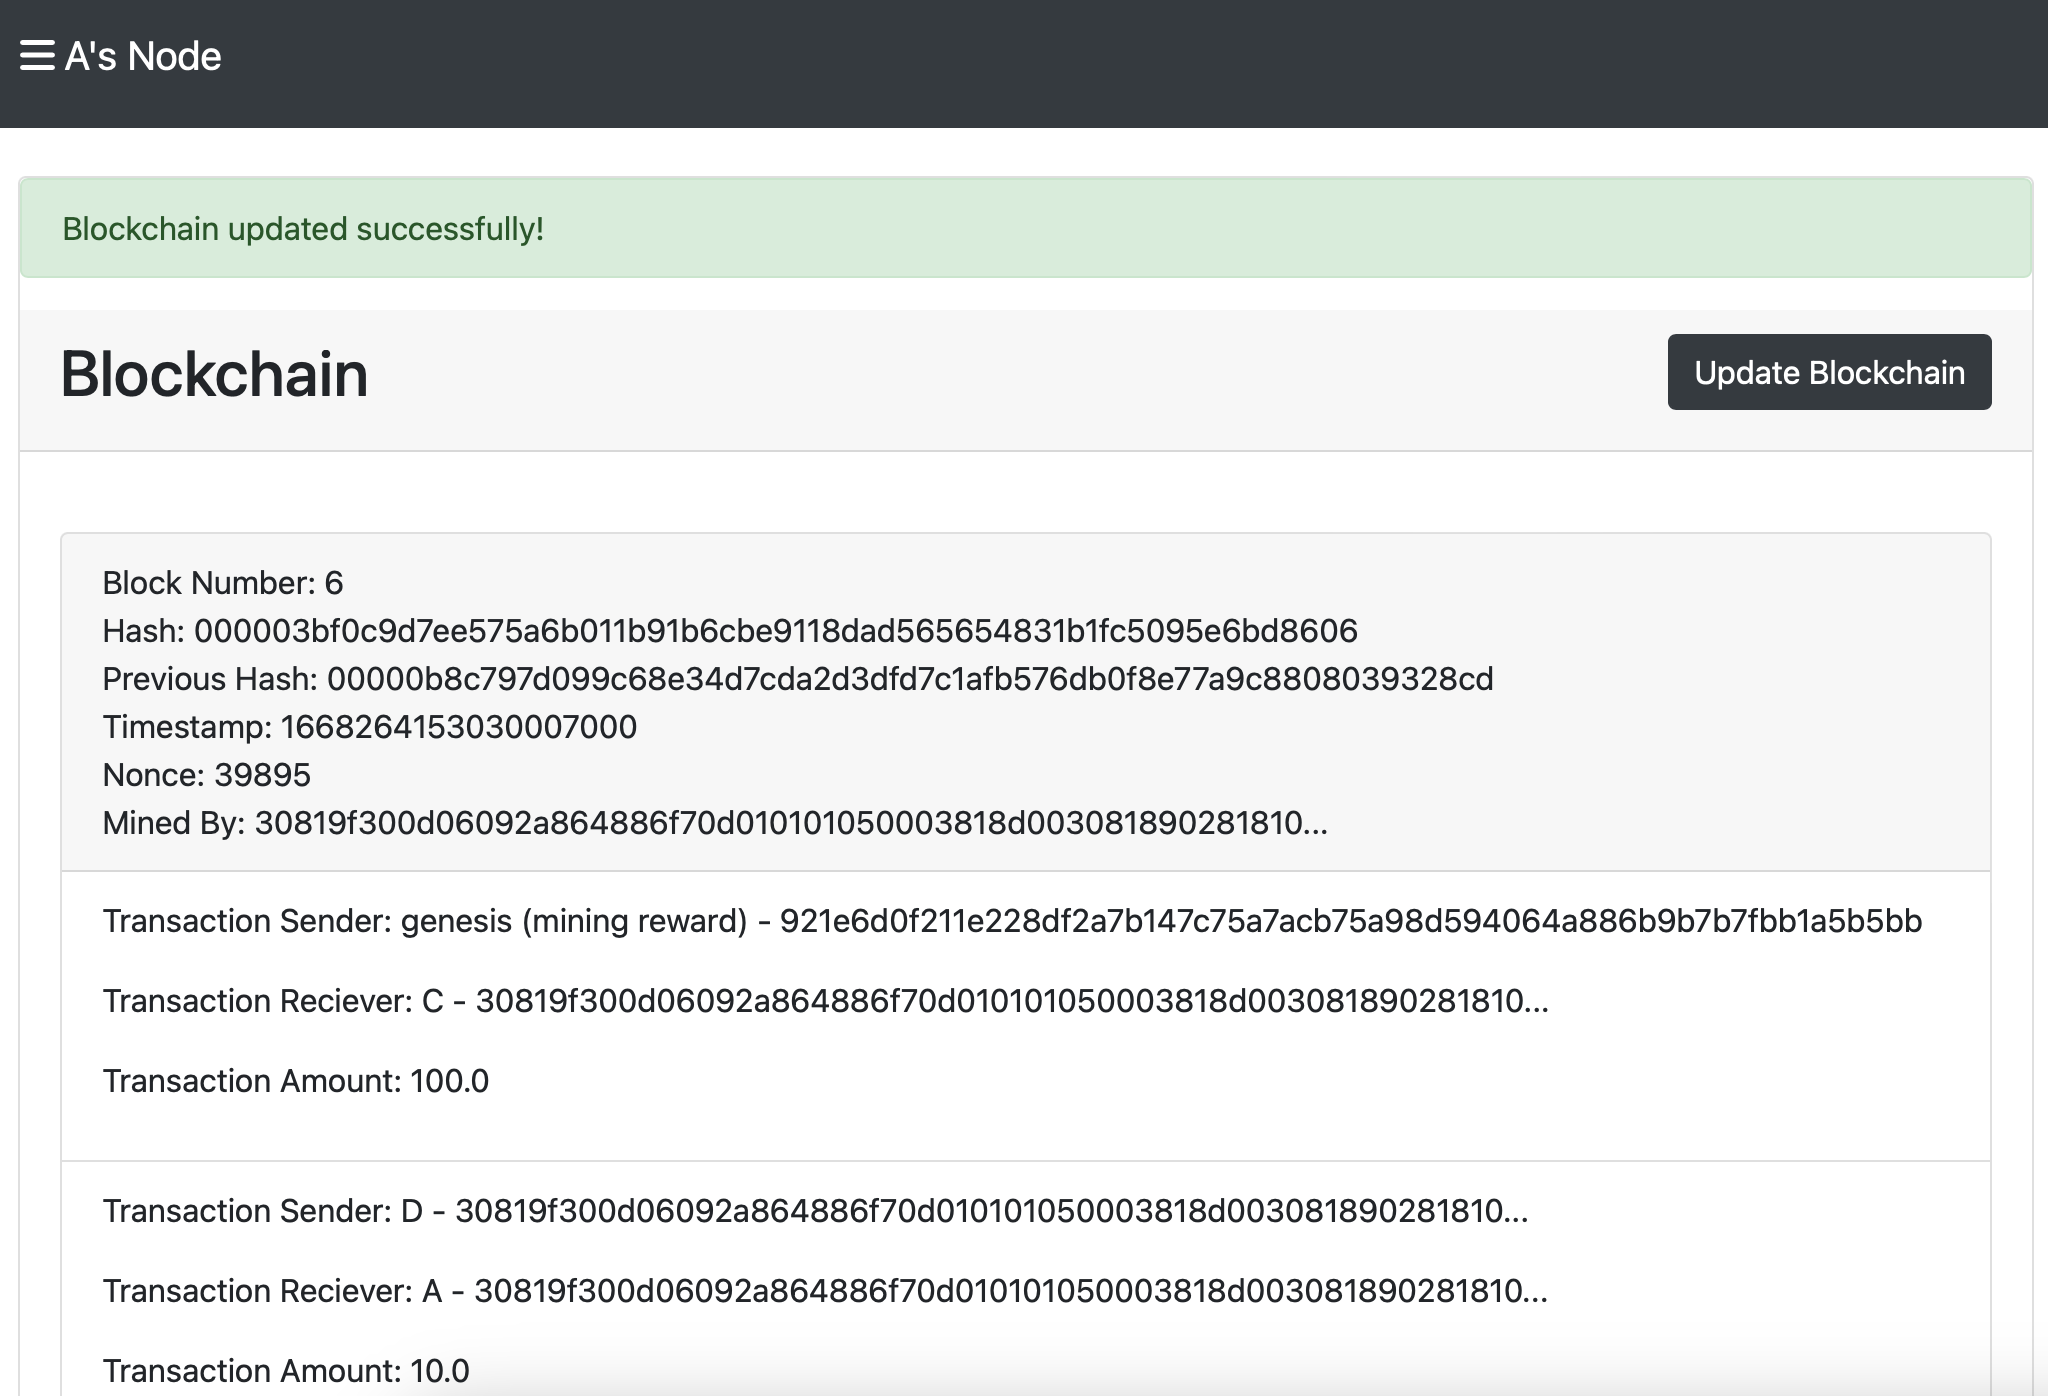 A's Node
Blockchain updated successfully!
Blockchain
Update Blockchain
Block Number: 6
Hash: 000003bf0c9d7ee575a6b011b91b6cbe9118dad565654831b1fc5095e6bd8606
Previous Hash: 00000b8c797d099c68e34d7cda2d3dfd7c1afb576db0f8e77a9c8808039328cd
Timestamp: 1668264153030007000
Nonce: 39895
Mined By: 30819f300d06092a864886f70d010101050003818d003081890281810...
Transaction Sender: genesis (mining reward) - 921e6d0f211e228df2a7b147c75a7acb75a98d594064a886b9b7b7fbb1a5b5bb
Transaction Reciever: C - 30819f300d06092a864886f70d010101050003818d003081890281810...
Transaction Amount: 100.0
Transaction Sender: D - 30819f300d06092a864886f70d010101050003818d003081890281810...
Transaction Reciever: A - 30819f300d06092a864886f70d010101050003818d003081890281810...
Transaction Amount: 10.0